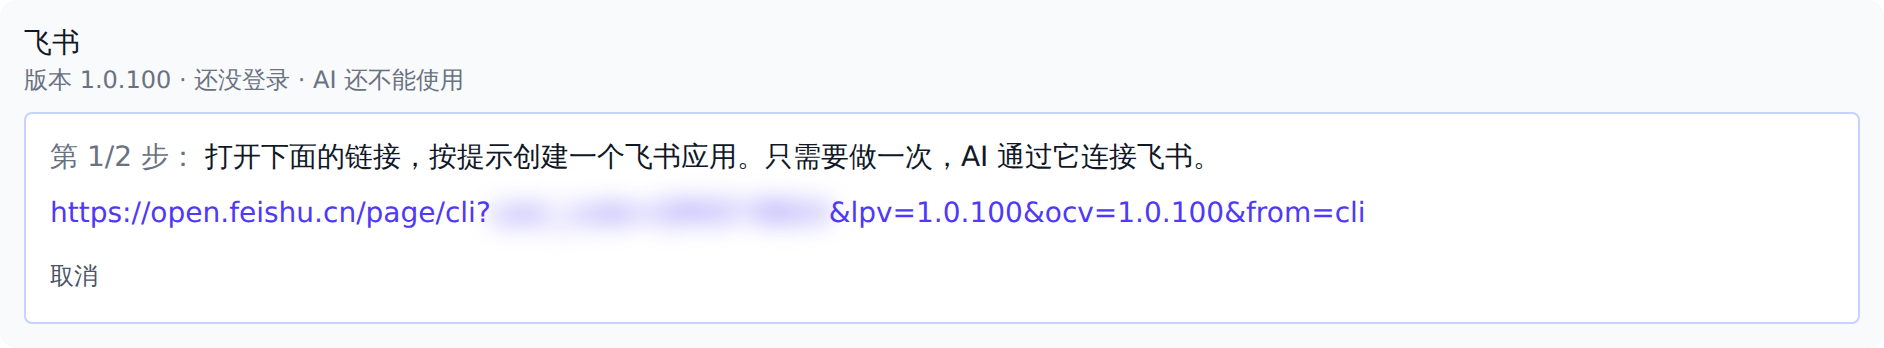 飞书
版本 1.0.100 · 还没登录 · AI 还不能使用
第 1/2 步： 打开下面的链接，按提示创建一个飞书应用。只需要做一次，AI 通过它连接飞书。
https://open.feishu.cn/page/cli? &lpv=1.0.100&ocv=1.0.100&from=cli
取消